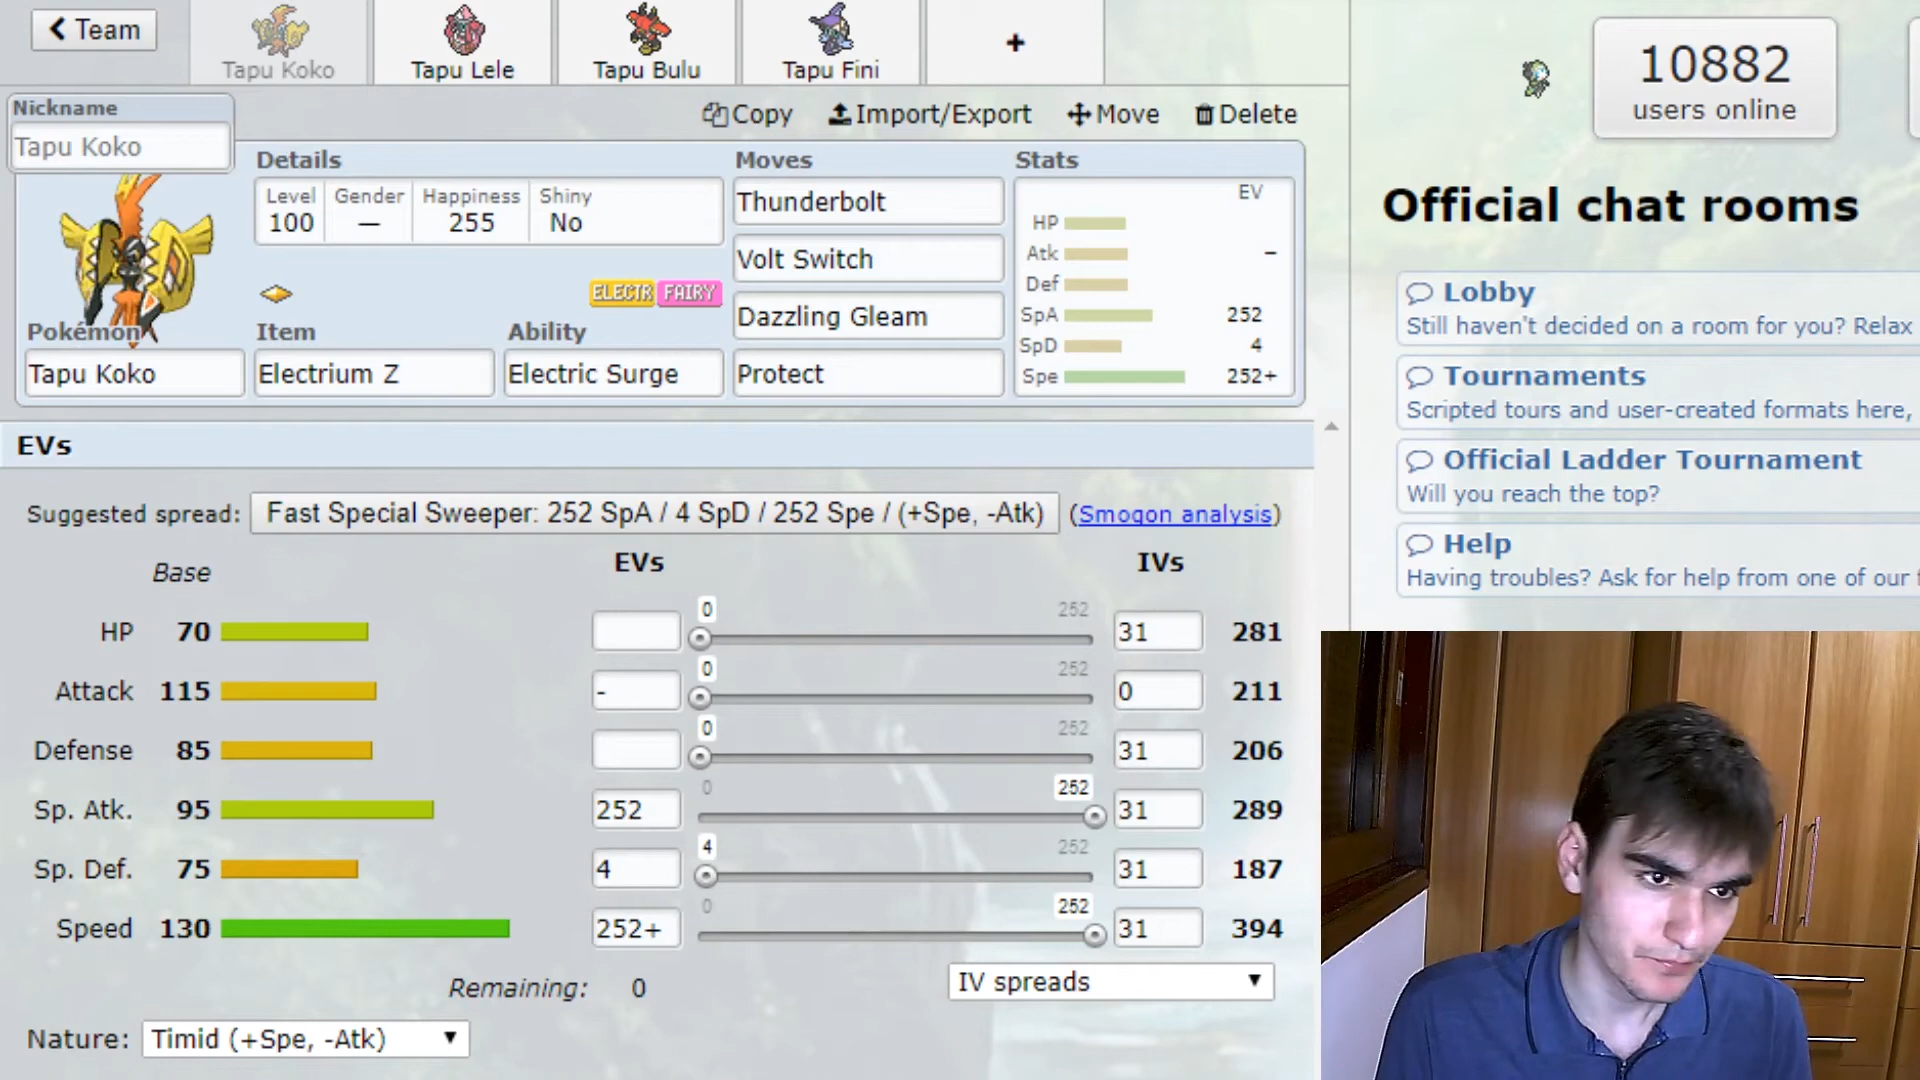 Team
Tapu Koko
Tapu Lele
Tapu Bulu
Tapu Fini
+
10882
users online
Nickname
Tapu Koko
Copy
Import/Export
Move
Delete
Details
Moves
Stats
Level
Gender
Happiness
Shiny
100
—
255
No
Thunderbolt
Volt Switch
Dazzling Gleam
Protect
EV
HP
Atk –
Def
SpA 252
SpD 4
Spe 252+
ELECTR FAIRY
Pokémon
Item
Ability
Tapu Koko
Electrium Z
Electric Surge
Official chat rooms
Lobby
Still haven't decided on a room for you? Relax
Tournaments
Scripted tours and user-created formats here,
Official Ladder Tournament
Will you reach the top?
Help
Having troubles? Ask for help from one of our
EVs
Suggested spread: Fast Special Sweeper: 252 SpA / 4 SpD / 252 Spe / (+Spe, -Atk) (Smogon analysis)
Base EVs IVs
HP 70 0 252 31 281
Attack 115 - 0 252 0 211
Defense 85 0 252 31 206
Sp. Atk. 95 252 0 252 31 289
Sp. Def. 75 4 4 252 31 187
Speed 130 252+ 0 252 31 394
Remaining: 0
IV spreads
Nature: Timid (+Spe, -Atk)